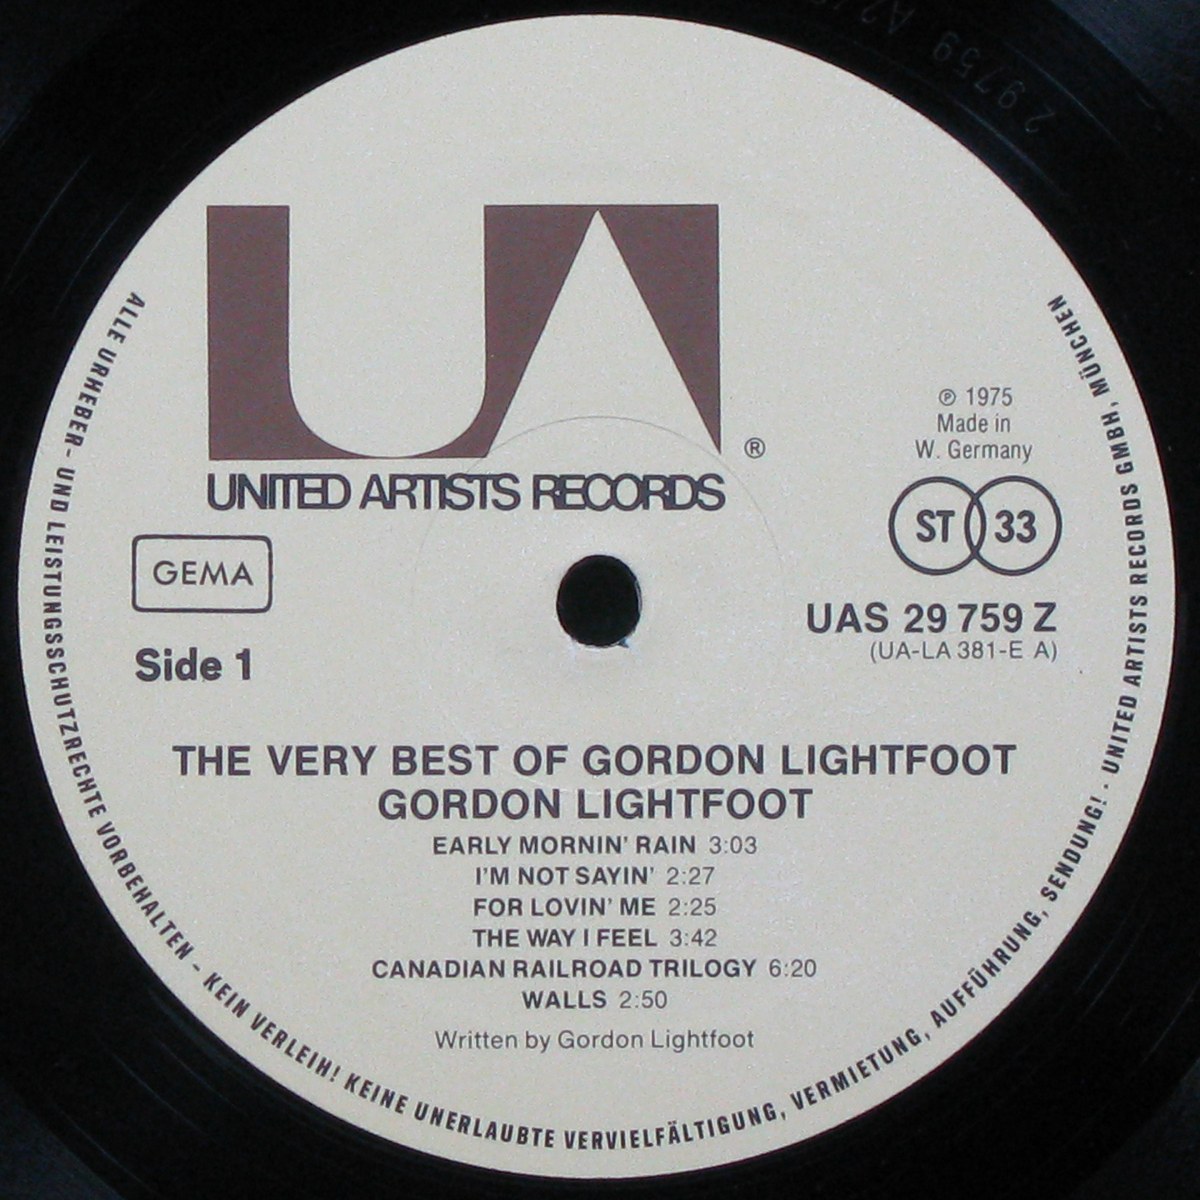 2 9759 A
UA
®
UNITED ARTISTS RECORDS
℗ 1975
Made in
W. Germany
ST 33
GEMA
UAS 29 759 Z
(UA-LA 381-E A)
Side 1
THE VERY BEST OF GORDON LIGHTFOOT
GORDON LIGHTFOOT
EARLY MORNIN' RAIN 3:03
I'M NOT SAYIN' 2:27
FOR LOVIN' ME 2:25
THE WAY I FEEL 3:42
CANADIAN RAILROAD TRILOGY 6:20
WALLS 2:50
Written by Gordon Lightfoot
ALLE URHEBER- UND LEISTUNGSSCHUTZRECHTE VORBEHALTEN - KEIN VERLEIH! KEINE UNERLAUBTE VERVIELFÄLTIGUNG, VERMIETUNG, AUFFÜHRUNG, SENDUNG! · UNITED ARTISTS RECORDS GMBH, MÜNCHEN